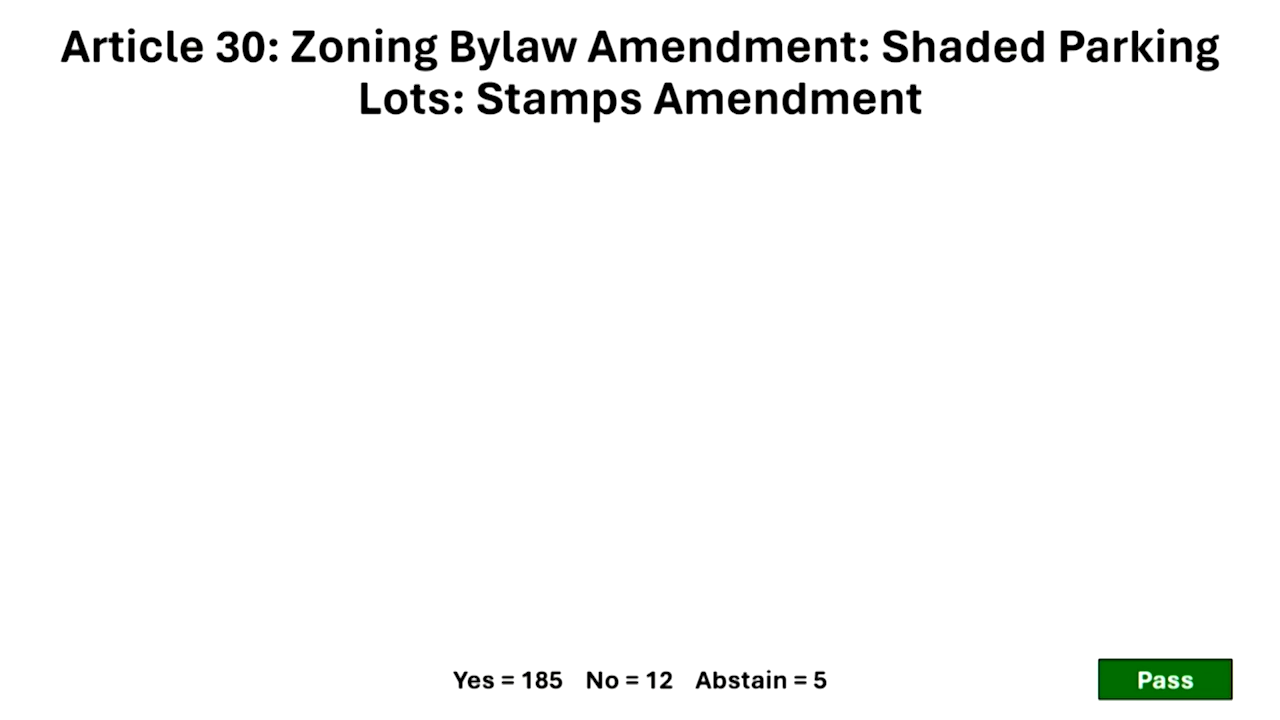 Article 30: Zoning Bylaw Amendment: Shaded Parking
Lots: Stamps Amendment
Yes = 185 No = 12 Abstain = 5
Pass